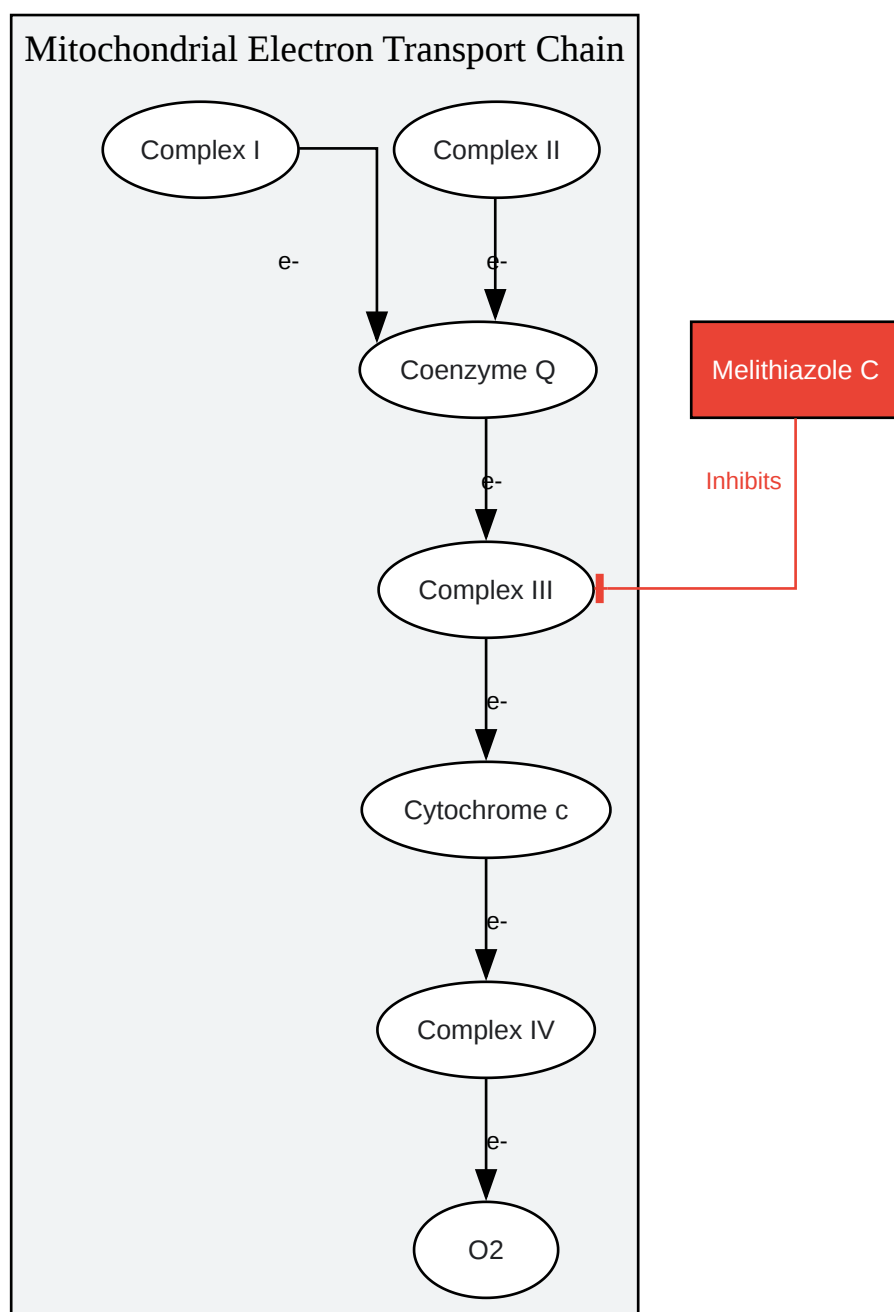 Mitochondrial Electron Transport Chain
Complex I
Complex II
e-
e-
Coenzyme Q
Melithiazole C
e-
Inhibits
Complex III
e-
Cytochrome c
e-
Complex IV
e-
O2